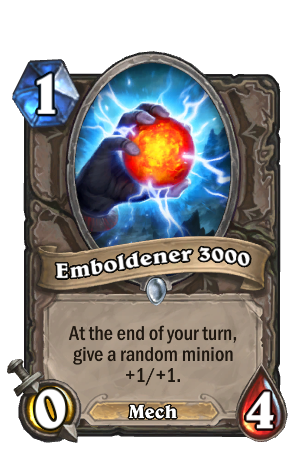 1
Emboldener 3000
At the end of your turn,
give a random minion
+1/+1.
0
Mech
4